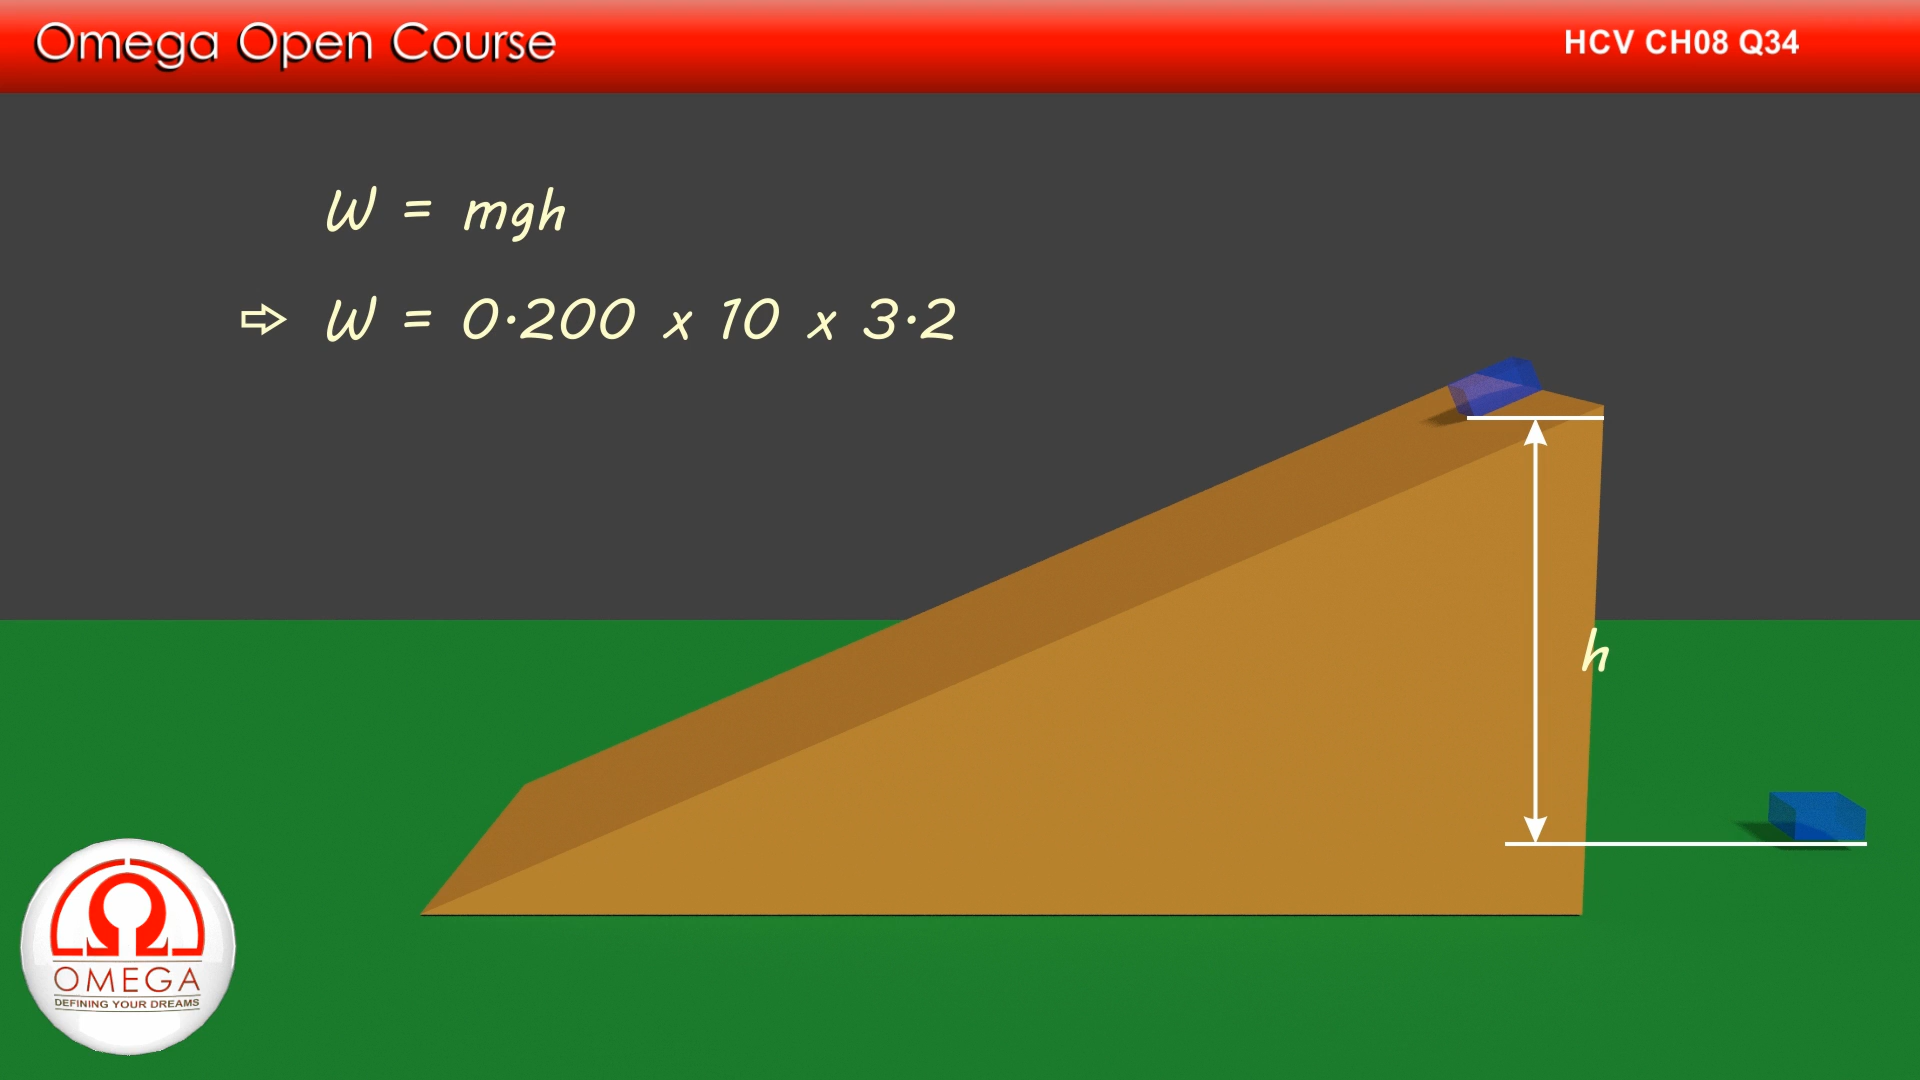 Omega Open Course
HCV CH08 Q34
W = mgh
⇨ W = 0·200 x 10 x 3·2
h
OMEGA
DEFINING YOUR DREAMS